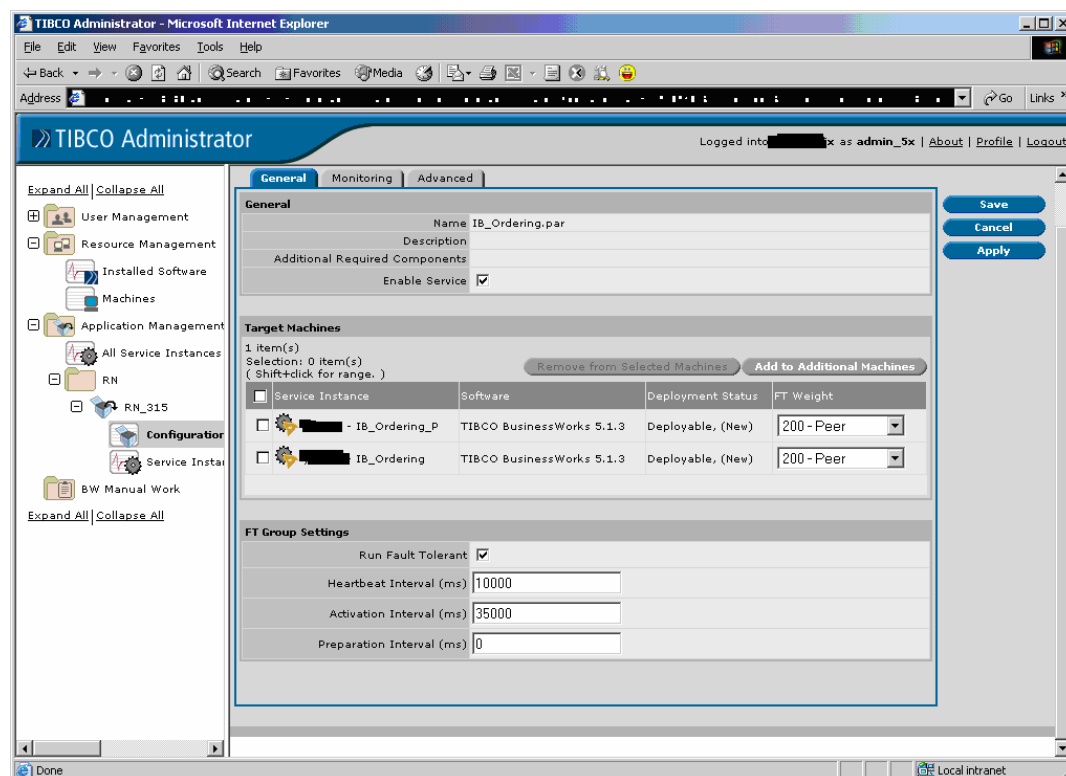 TIBCO Administrator - Microsoft Internet Explorer
File Edit View Favorites Tools Help
Back Search Favorites Media
Address Go Links »
TIBCO Administrator
Logged into x as admin_5x | About | Profile | Logout
Expand All | Collapse All
User Management
Resource Management
Installed Software
Machines
Application Management
All Service Instances
RN
RN_315
Configuration
Service Instar
BW Manual Work
Expand All | Collapse All
General Monitoring Advanced
General
Name IB_Ordering.par
Description
Additional Required Components
Enable Service
Save
Cancel
Apply
Target Machines
1 item(s)
Selection: 0 item(s)
( Shift+click for range. )
Remove from Selected Machines Add to Additional Machines
Service Instance Software Deployment Status FT Weight
- IB_Ordering_P TIBCO BusinessWorks 5.1.3 Deployable, (New) 200 - Peer
IB_Ordering TIBCO BusinessWorks 5.1.3 Deployable, (New) 200 - Peer
FT Group Settings
Run Fault Tolerant
Heartbeat Interval (ms) 10000
Activation Interval (ms) 35000
Preparation Interval (ms) 0
Done Local intranet